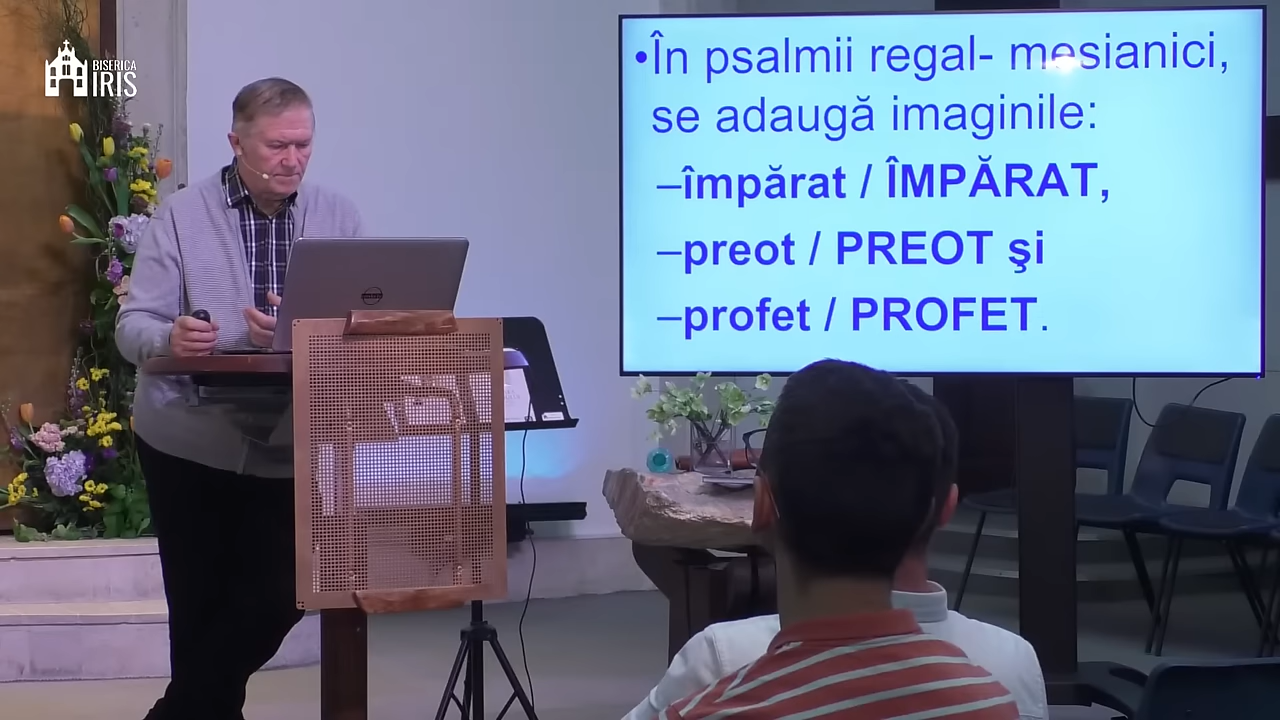 BISERICA
IRIS
•În psalmii regal- mesianici,
se adaugă imaginile:
–împărat / ÎMPĂRAT,
–preot / PREOT şi
–profet / PROFET.